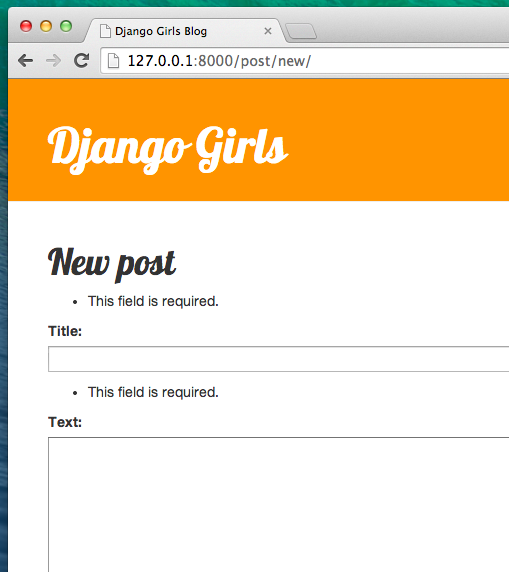 Django Girls Blog
127.0.0.1:8000/post/new/
Django Girls
New post
• This field is required.
Title:
• This field is required.
Text: